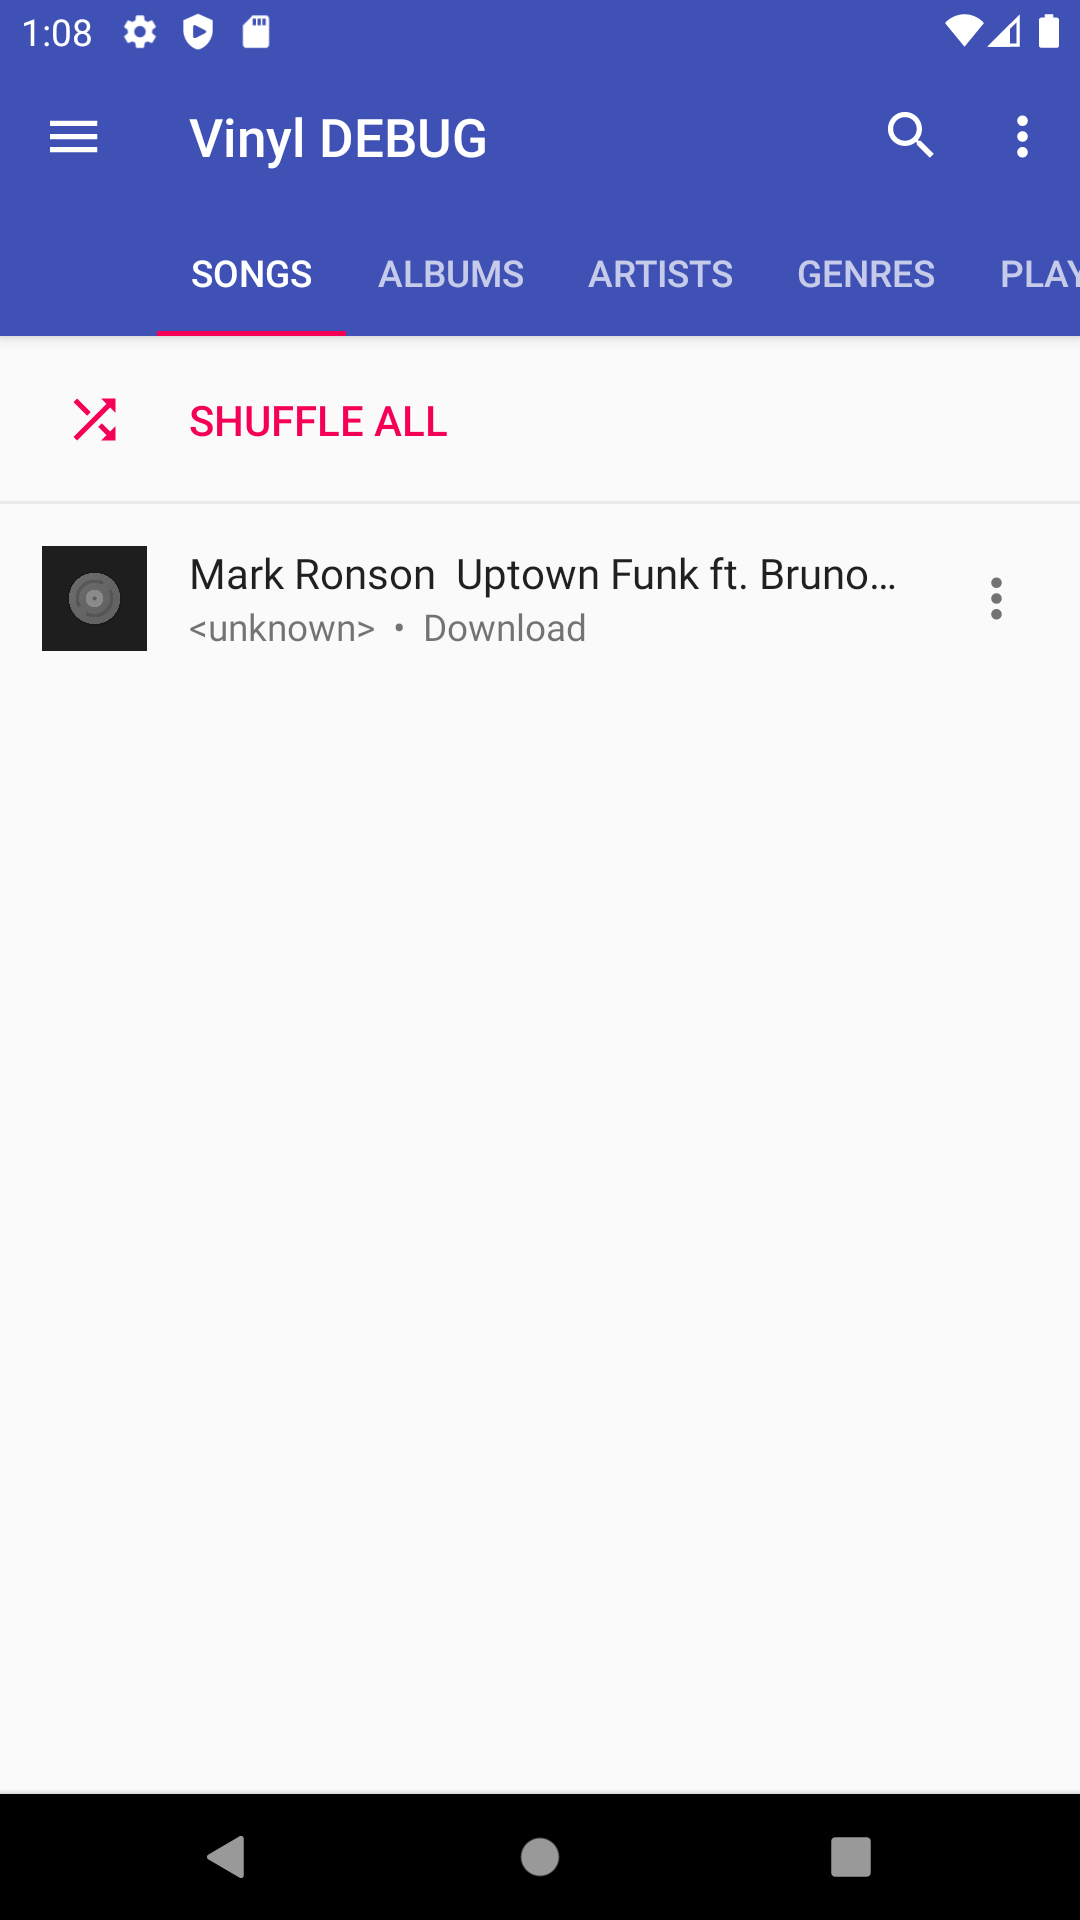 1:08
Vinyl DEBUG
SONGS ALBUMS ARTISTS GENRES PLAY
SHUFFLE ALL
Mark Ronson  Uptown Funk ft. Bruno…
<unknown> • Download